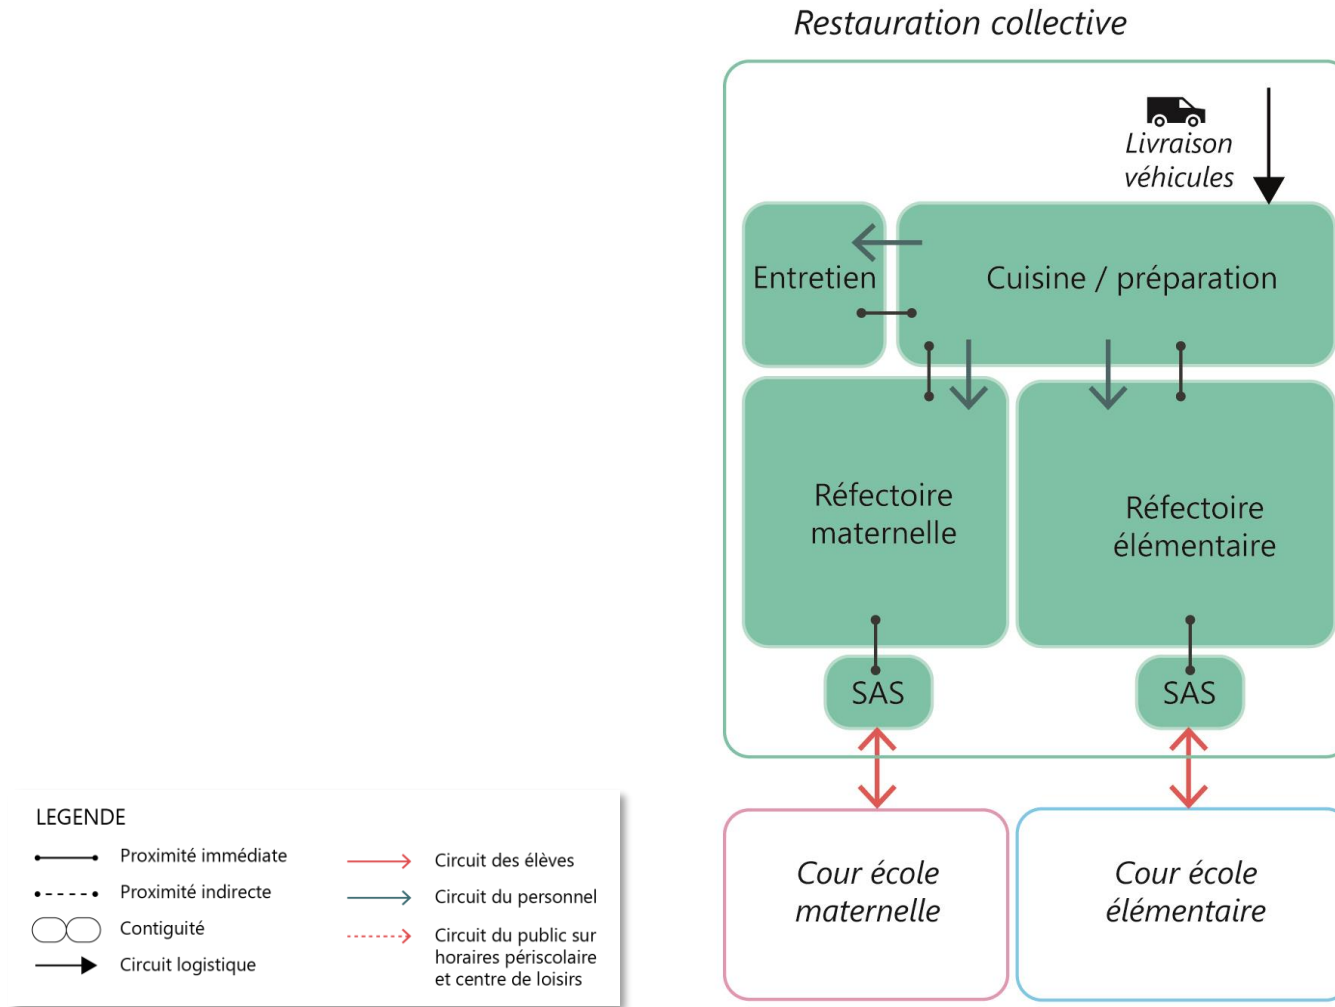 Restauration collective
Livraison
véhicules
Entretien
Cuisine / préparation
Réfectoire
maternelle
Réfectoire
élémentaire
SAS
SAS
Cour école
maternelle
Cour école
élémentaire
LEGENDE
Proximité immédiate
Proximité indirecte
Contiguité
Circuit logistique
Circuit des élèves
Circuit du personnel
Circuit du public sur
horaires périscolaire
et centre de loisirs